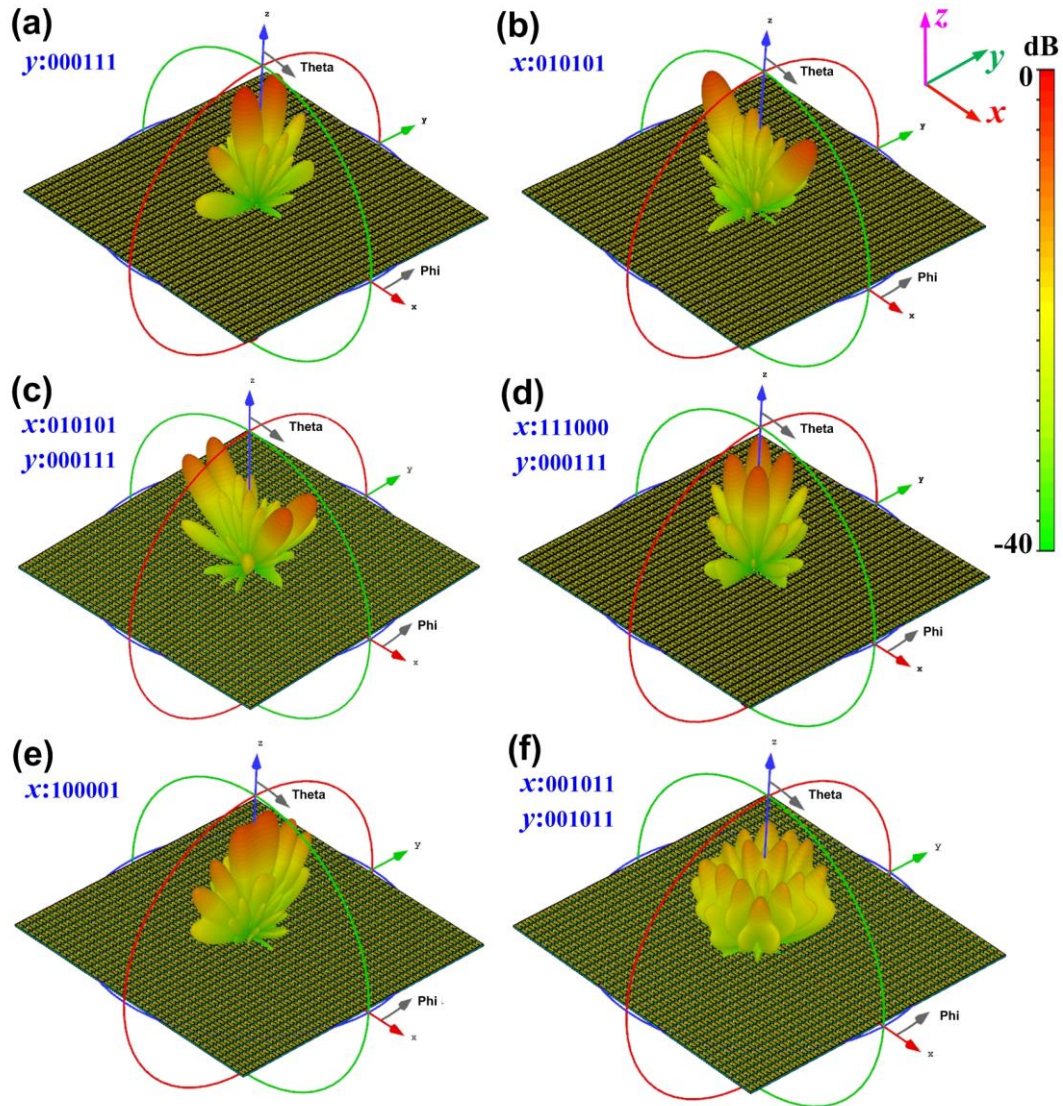 (a)
y:000111
z
Theta
y
Phi
x
(b)
x:010101
z
Theta
y
Phi
x
z
y
x
dB
0
-40
(c)
x:010101
y:000111
z
Theta
y
Phi
x
(d)
x:111000
y:000111
z
Theta
y
Phi
x
(e)
x:100001
z
Theta
y
Phi
x
(f)
x:001011
y:001011
z
Theta
y
Phi
x